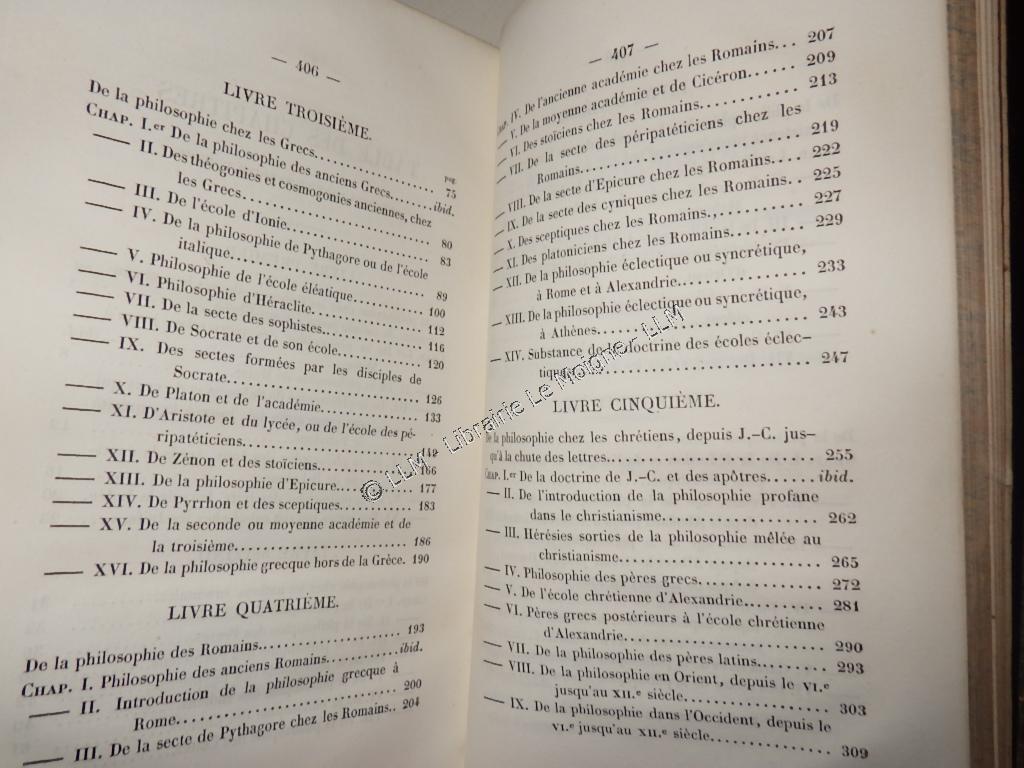 — 406 —
LIVRE TROISIÈME.
pag.
De la philosophie chez les Grecs................ 75
CHAP. I.er De la philosophie des anciens Grecs...... ibid.
— II. Des théogonies et cosmogonies anciennes, chez
les Grecs........................ 80
— III. De l'école d'Ionie................... 83
— IV. De la philosophie de Pythagore ou de l'école
italique......................... 89
— V. Philosophie de l'école éléatique............ 100
— VI. Philosophie d'Héraclite................ 112
— VII. De la secte des sophistes............... 116
— VIII. De Socrate et de son école.............. 120
— IX. Des sectes formées par les disciples de
Socrate......................... 126
— X. De Platon et de l'académie.............. 133
— XI. D'Aristote et du lycée, ou de l'école des pé-
ripatéticiens...................... 142
— XII. De Zénon et des stoïciens............... 166
— XIII. De la philosophie d'Epicure............. 177
— XIV. De Pyrrhon et des sceptiques............ 183
— XV. De la seconde ou moyenne académie et de
la troisième...................... 186
— XVI. De la philosophie grecque hors de la Grèce. 190
LIVRE QUATRIÈME.
De la philosophie des Romains................. 193
CHAP. I. Philosophie des anciens Romains.......... ibid.
— II. Introduction de la philosophie grecque à
Rome.......................... 200
— III. De la secte de Pythagore chez les Romains.. 204
— 407 —
CHAP. IV. De l'ancienne académie chez les Romains... 207
— V. De la moyenne académie et de Cicéron...... 209
— VI. Des stoïciens chez les Romains........... 213
— VII. De la secte des péripatéticiens chez les
Romains......................... 219
— VIII. De la secte d'Epicure chez les Romains.... 222
— IX. De la secte des cyniques chez les Romains.. 225
— X. Des sceptiques chez les Romains., ........ 227
— XI. Des platoniciens chez les Romains......... 229
— XII. De la philosophie éclectique ou syncrétique,
à Rome et à Alexandrie............... 233
— XIII. De la philosophie éclectique ou syncrétique,
à Athènes....................... 243
— XIV. Substance de la doctrine des écoles éclec-
tiques.......................... 247
LIVRE CINQUIÈME.
De la philosophie chez les chrétiens, depuis J.-C. jus-
qu'à la chute des lettres...................... 255
CHAP. I.er De la doctrine de J.-C. et des apôtres...... ibid.
— II. De l'introduction de la philosophie profane
dans le christianisme................. 262
— III. Hérésies sorties de la philosophie mêlée au
christianisme...................... 265
— IV. Philosophie des pères grecs............. 272
— V. De l'école chrétienne d'Alexandrie......... 281
— VI. Pères grecs postérieurs à l'école chrétienne
d'Alexandrie...................... 290
— VII. De la philosophie des pères latins......... 293
— VIII. De la philosophie en Orient, depuis le VI.e
jusqu'au XII.e siècle.................. 303
— IX. De la philosophie dans l'Occident, depuis le
VI.e jusqu'au XII.e siècle............... 309
© LLM - Librairie Le Moigner - LLM